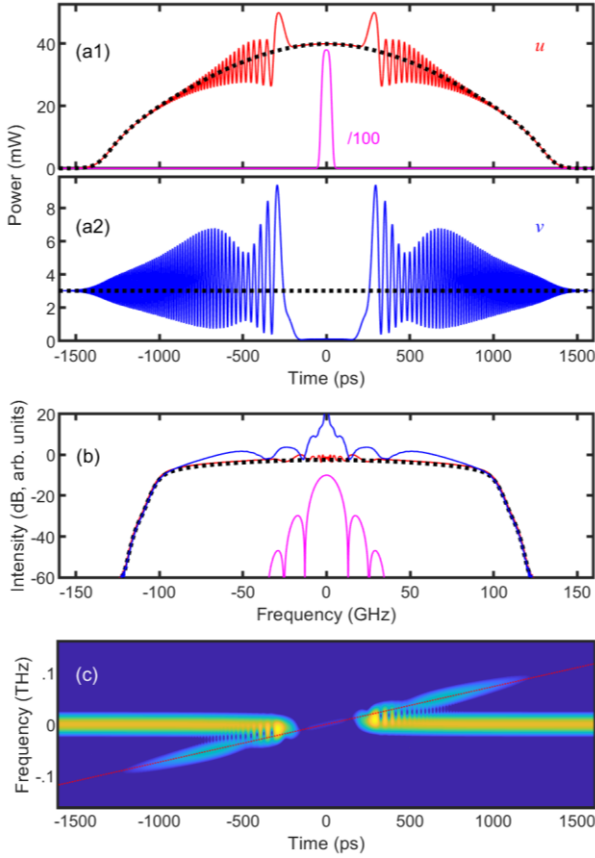 (a1)
u
/100
40
20
0
Power (mW)
(a2)
v
8
6
4
2
0
-1500 -1000 -500 0 500 1000 1500
Time (ps)
(b)
20
0
-20
-40
-60
Intensity (dB, arb. units)
-150 -100 -50 0 50 100 150
Frequency (GHz)
(c)
.1
0
-.1
Frequency (THz)
-1500 -1000 -500 0 500 1000 1500
Time (ps)